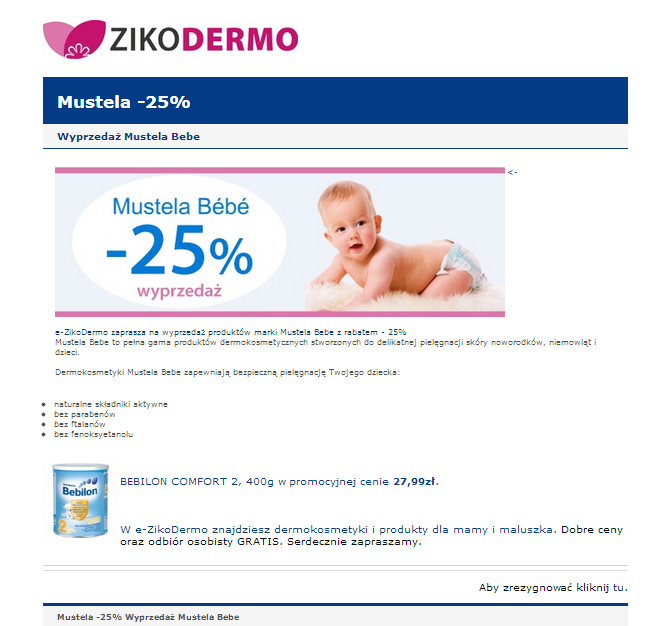 ZIKODERMO
Mustela -25%
Wyprzedaż Mustela Bebe
<-
Mustela Bébé
-25%
wyprzedaż
e-ZikoDermo zaprasza na wyprzedaż produktów marki Mustela Bebe z rabatem - 25%
Mustela Bebe to pełna gama produktów dermokosmetycznych stworzonych do delikatnej pielęgnacji skóry noworodków, niemowląt i
dzieci.
Dermokosmetyki Mustela Bebe zapewniają bezpieczną pielęgnację Twojego dziecka:
naturalne składniki aktywne
bez parabenów
bez ftalanów
bez fenoksyetanolu
Bebilon
2
BEBILON COMFORT 2, 400g w promocyjnej cenie 27,99zł.
W e-ZikoDermo znajdziesz dermokosmetyki i produkty dla mamy i maluszka. Dobre ceny
oraz odbiór osobisty GRATIS. Serdecznie zapraszamy.
Aby zrezygnować kliknij tu.
Mustela -25% Wyprzedaż Mustela Bebe